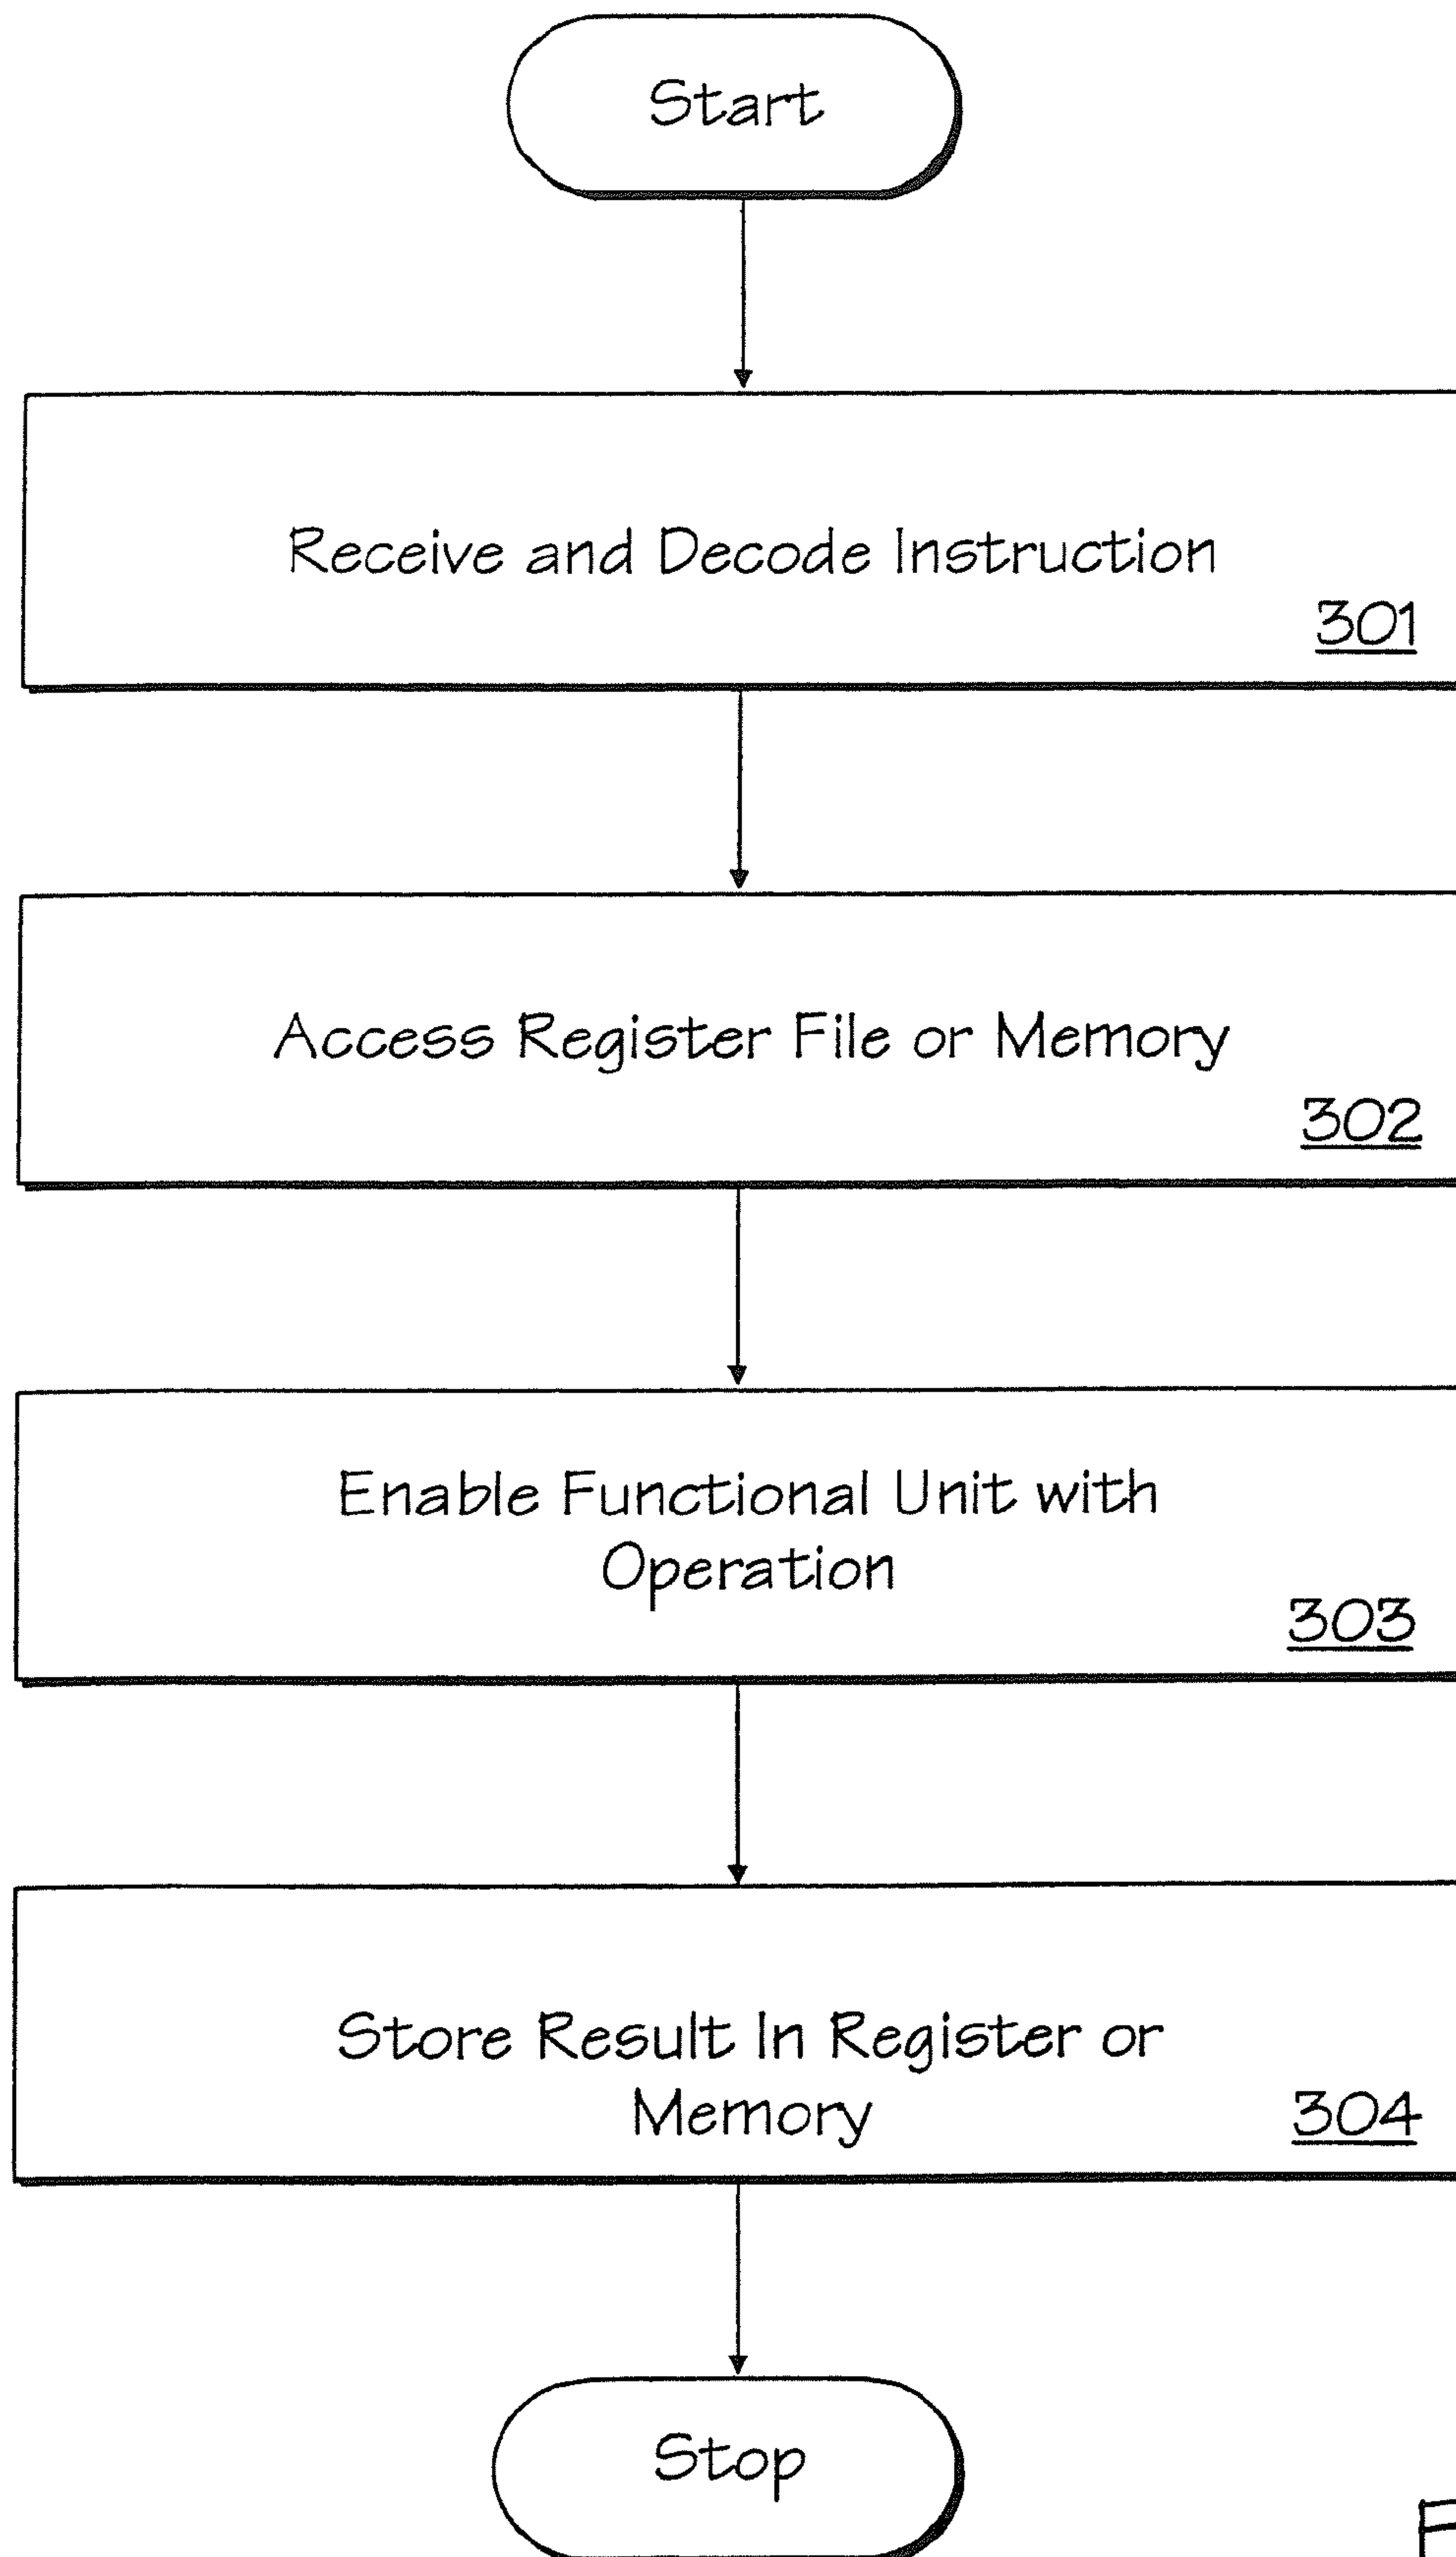 Start
Receive and Decode Instruction
301
Access Register File or Memory
302
Enable Functional Unit with
Operation
303
Store Result In Register or
Memory
304
Stop